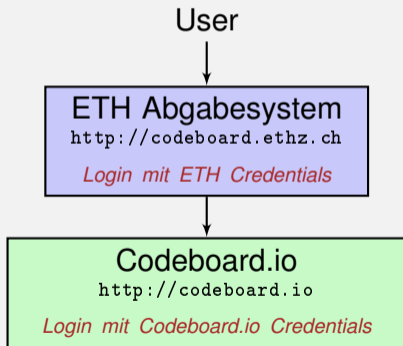 User
ETH Abgabesystem
http://codeboard.ethz.ch
Login mit ETH Credentials
Codeboard.io
http://codeboard.io
Login mit Codeboard.io Credentials